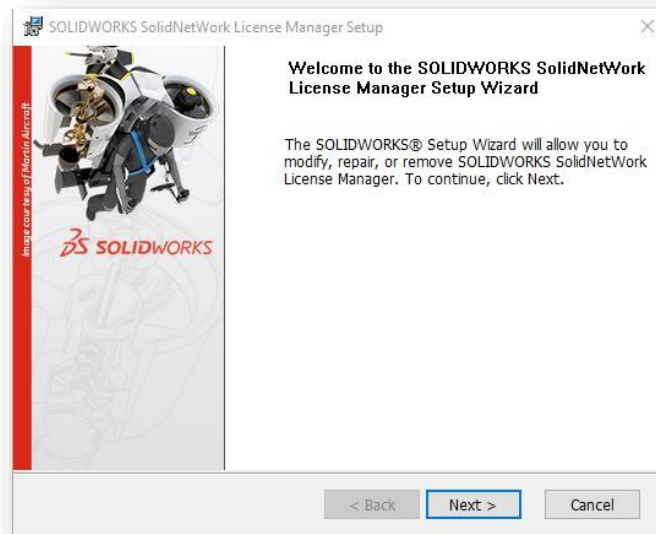 SOLIDWORKS SolidNetWork License Manager Setup
Image courtesy of Martin Aircraft
SOLIDWORKS
Welcome to the SOLIDWORKS SolidNetWork
License Manager Setup Wizard
The SOLIDWORKS® Setup Wizard will allow you to
modify, repair, or remove SOLIDWORKS SolidNetWork
License Manager. To continue, click Next.
< Back
Next >
Cancel